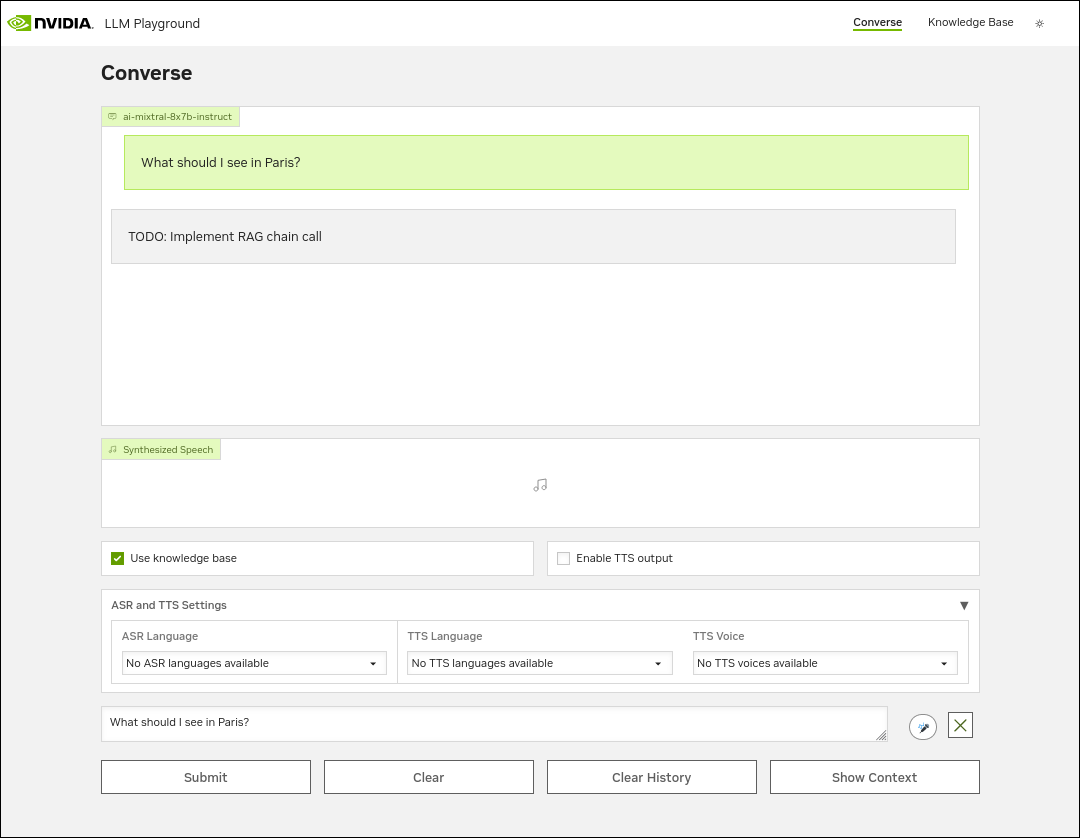 NVIDIA. LLM Playground Converse Knowledge Base
Converse
ai-mixtral-8x7b-instruct
What should I see in Paris?
TODO: Implement RAG chain call
Synthesized Speech
Use knowledge base Enable TTS output
ASR and TTS Settings ▼
ASR Language TTS Language TTS Voice
No ASR languages available No TTS languages available No TTS voices available
What should I see in Paris?
Submit Clear Clear History Show Context